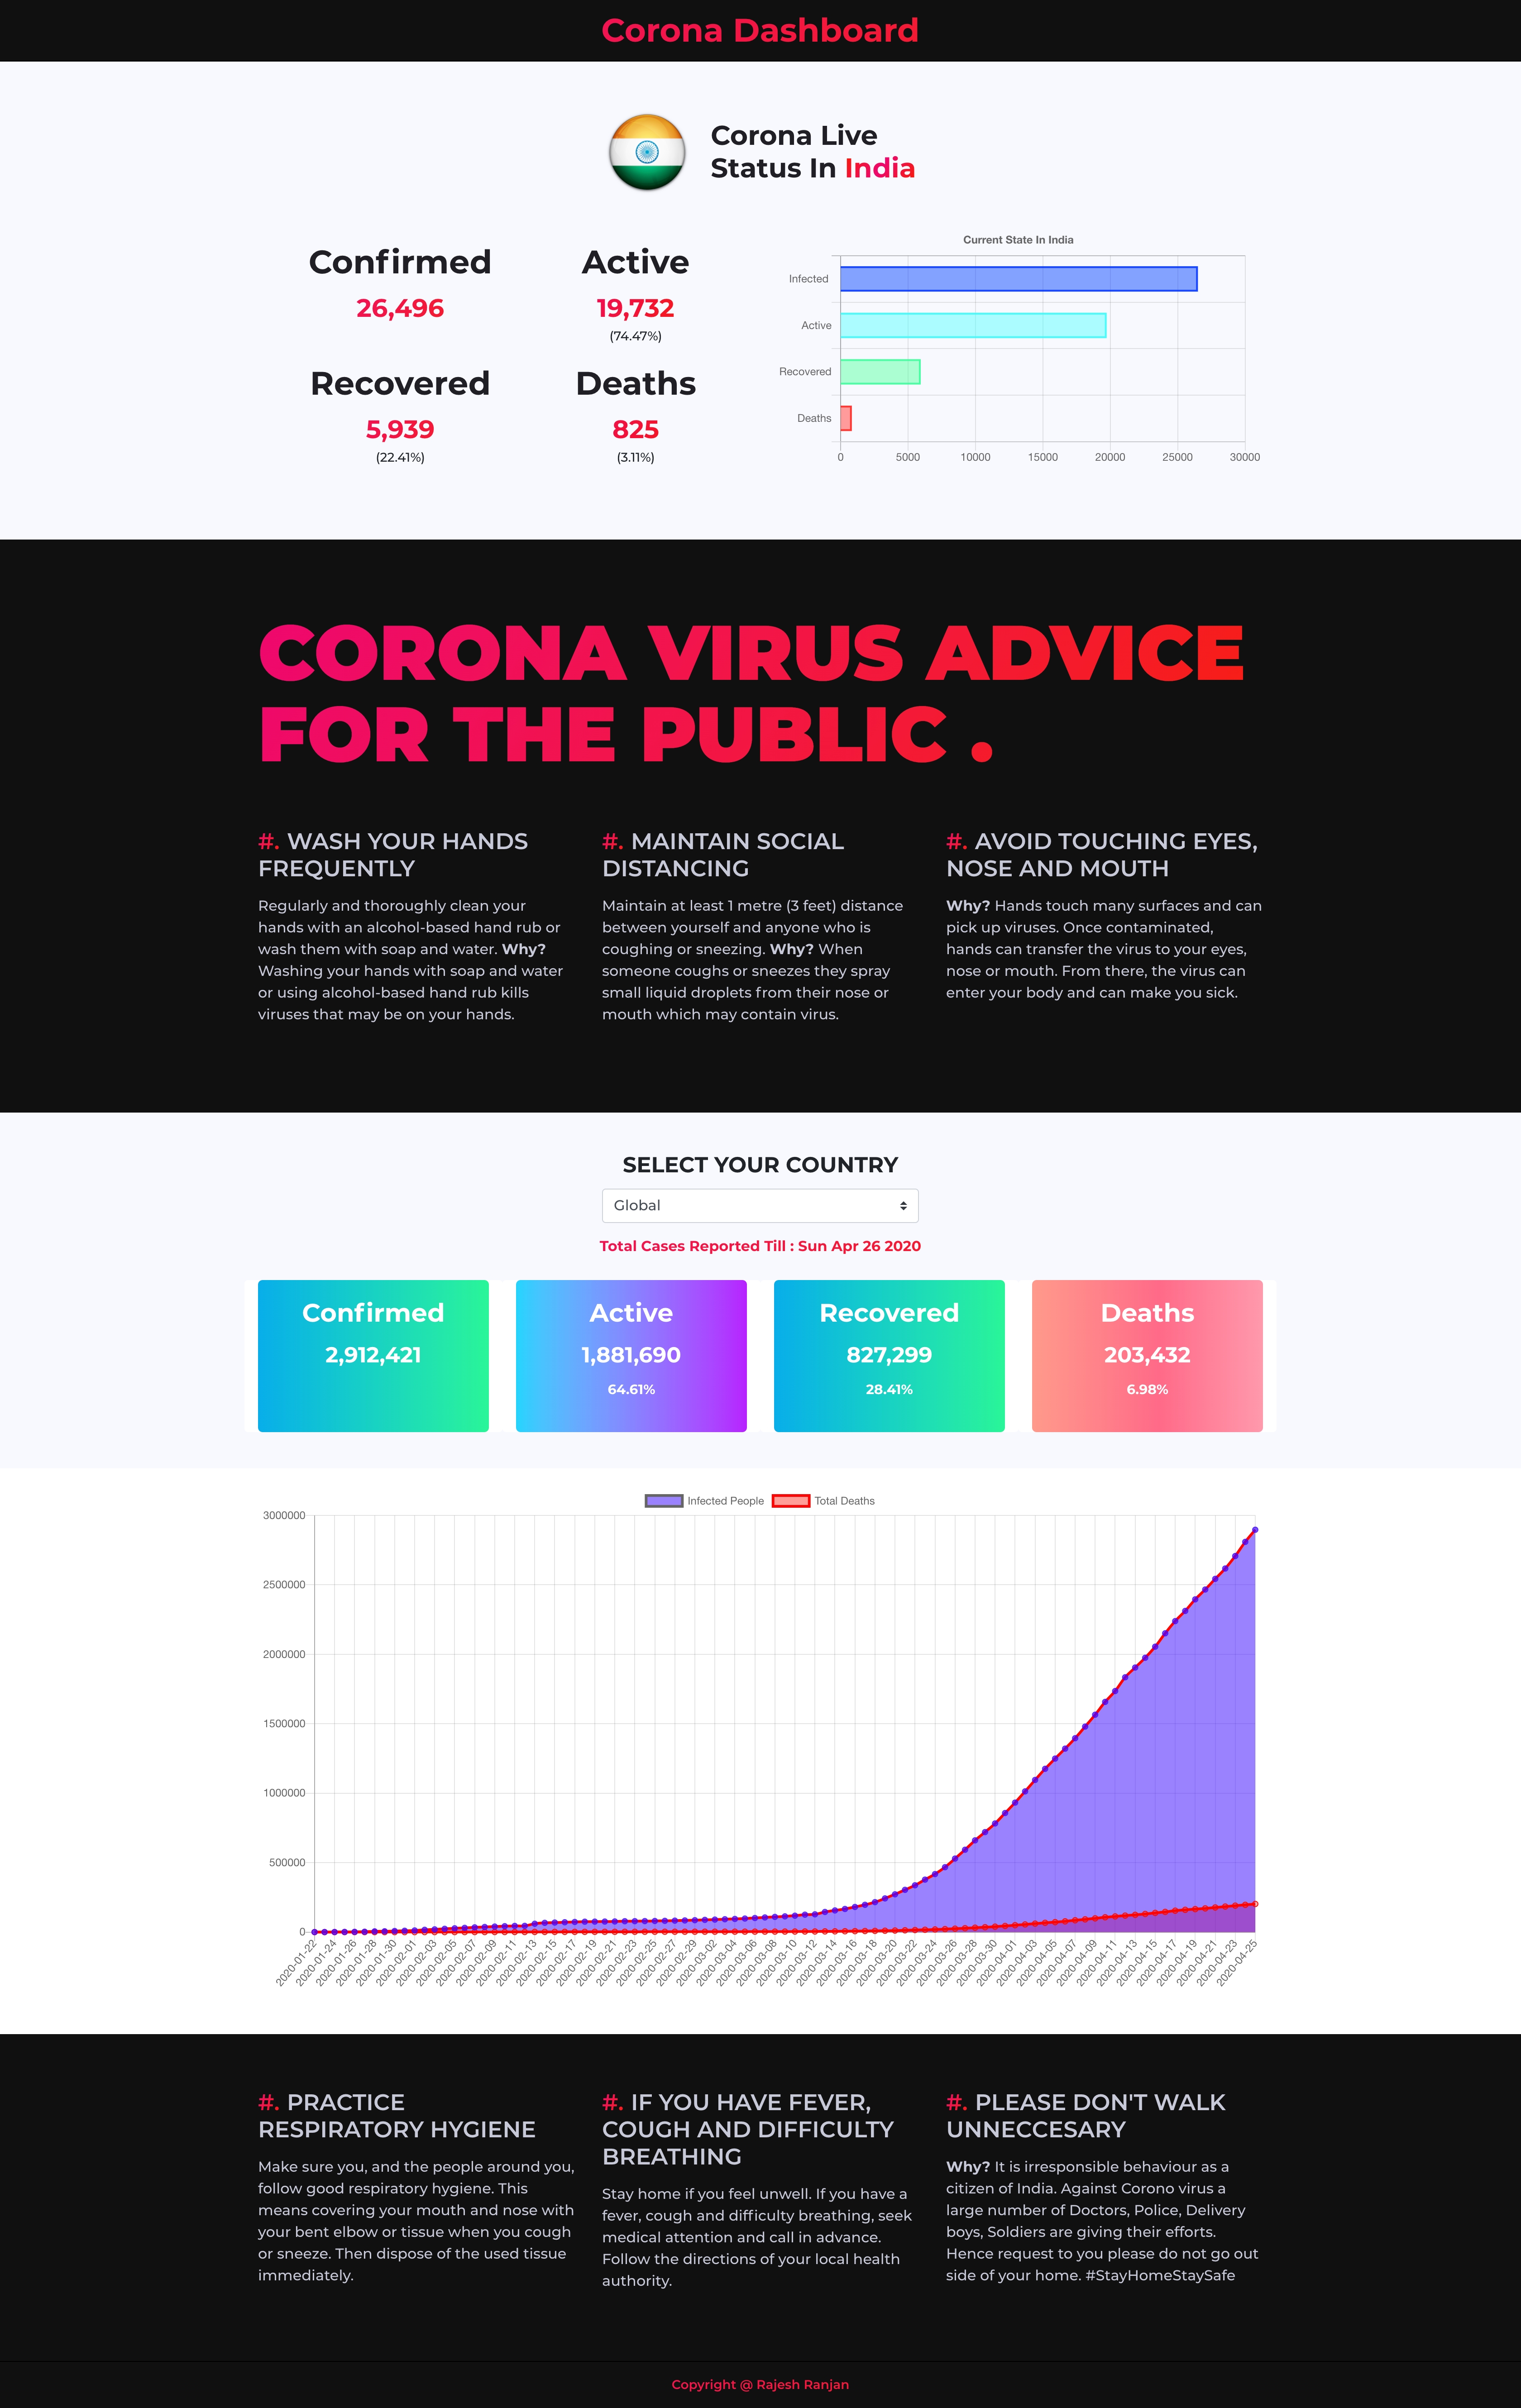 Corona Dashboard
Corona Live
Status In India
Confirmed
26,496
Active
19,732
(74.47%)
Recovered
5,939
(22.41%)
Deaths
825
(3.11%)
Current State In India
Infected
Active
Recovered
Deaths
0 5000 10000 15000 20000 25000 30000
CORONA VIRUS ADVICE
FOR THE PUBLIC .
#. WASH YOUR HANDS
FREQUENTLY
Regularly and thoroughly clean your
hands with an alcohol-based hand rub or
wash them with soap and water. Why?
Washing your hands with soap and water
or using alcohol-based hand rub kills
viruses that may be on your hands.
#. MAINTAIN SOCIAL
DISTANCING
Maintain at least 1 metre (3 feet) distance
between yourself and anyone who is
coughing or sneezing. Why? When
someone coughs or sneezes they spray
small liquid droplets from their nose or
mouth which may contain virus.
#. AVOID TOUCHING EYES,
NOSE AND MOUTH
Why? Hands touch many surfaces and can
pick up viruses. Once contaminated,
hands can transfer the virus to your eyes,
nose or mouth. From there, the virus can
enter your body and can make you sick.
SELECT YOUR COUNTRY
Global
Total Cases Reported Till : Sun Apr 26 2020
Confirmed
2,912,421
Active
1,881,690
64.61%
Recovered
827,299
28.41%
Deaths
203,432
6.98%
Infected People Total Deaths
3000000
2500000
2000000
1500000
1000000
500000
0
2020-01-22
2020-01-24
2020-01-26
2020-01-28
2020-01-30
2020-02-01
2020-02-03
2020-02-05
2020-02-07
2020-02-09
2020-02-11
2020-02-13
2020-02-15
2020-02-17
2020-02-19
2020-02-21
2020-02-23
2020-02-25
2020-02-27
2020-02-29
2020-03-02
2020-03-04
2020-03-06
2020-03-08
2020-03-10
2020-03-12
2020-03-14
2020-03-16
2020-03-18
2020-03-20
2020-03-22
2020-03-24
2020-03-26
2020-03-28
2020-03-30
2020-04-01
2020-04-03
2020-04-05
2020-04-07
2020-04-09
2020-04-11
2020-04-13
2020-04-15
2020-04-17
2020-04-19
2020-04-21
2020-04-23
2020-04-25
#. PRACTICE
RESPIRATORY HYGIENE
Make sure you, and the people around you,
follow good respiratory hygiene. This
means covering your mouth and nose with
your bent elbow or tissue when you cough
or sneeze. Then dispose of the used tissue
immediately.
#. IF YOU HAVE FEVER,
COUGH AND DIFFICULTY
BREATHING
Stay home if you feel unwell. If you have a
fever, cough and difficulty breathing, seek
medical attention and call in advance.
Follow the directions of your local health
authority.
#. PLEASE DON'T WALK
UNNECCESARY
Why? It is irresponsible behaviour as a
citizen of India. Against Corono virus a
large number of Doctors, Police, Delivery
boys, Soldiers are giving their efforts.
Hence request to you please do not go out
side of your home. #StayHomeStaySafe
Copyright @ Rajesh Ranjan